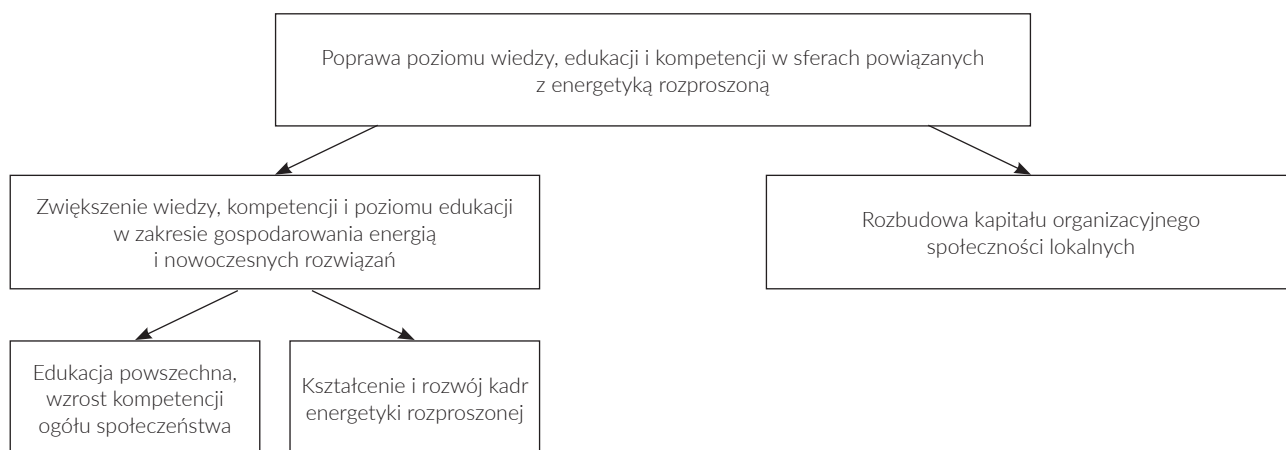 Poprawa poziomu wiedzy, edukacji i kompetencji w sferach powiązanych
z energetyką rozproszoną
Zwiększenie wiedzy, kompetencji i poziomu edukacji
w zakresie gospodarowania energią
i nowoczesnych rozwiązań
Rozbudowa kapitału organizacyjnego
społeczności lokalnych
Edukacja powszechna,
wzrost kompetencji
ogółu społeczeństwa
Kształcenie i rozwój kadr
energetyki rozproszonej